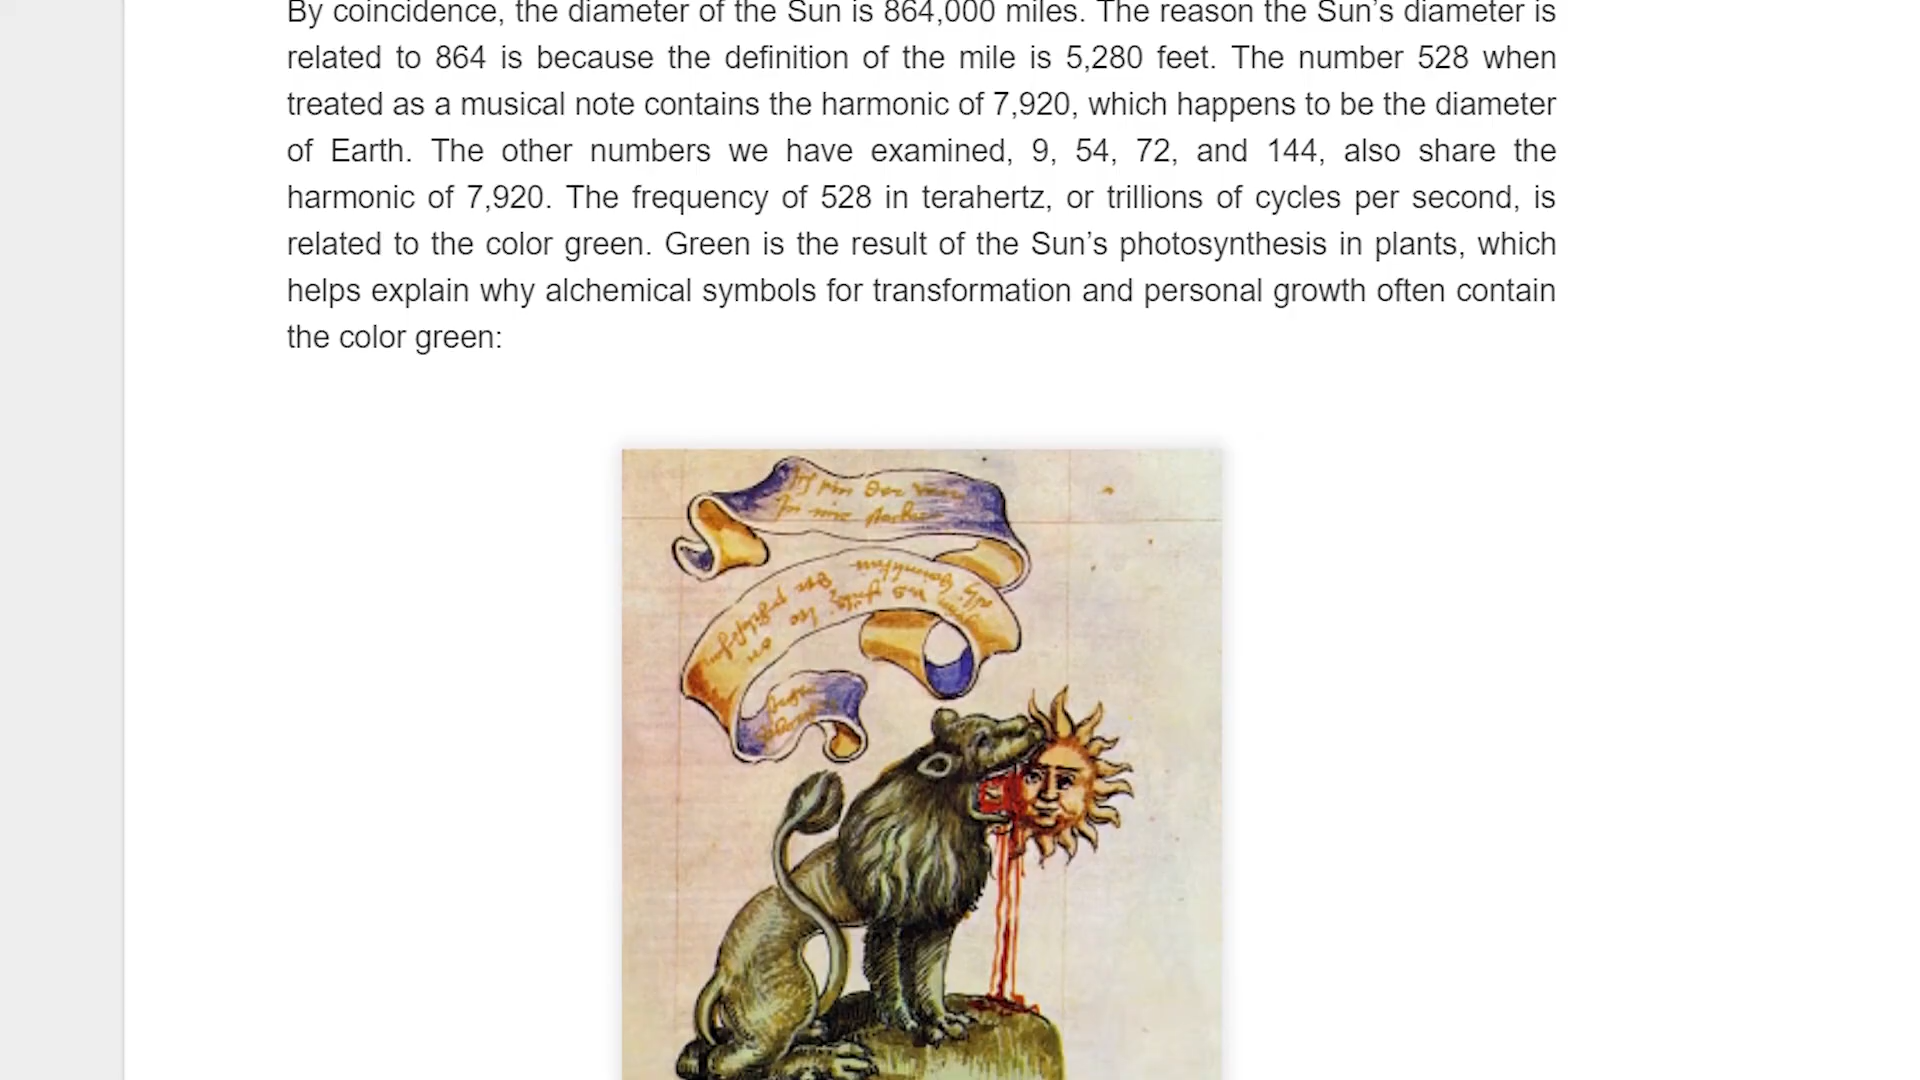 By coincidence, the diameter of the Sun is 864,000 miles. The reason the Sun’s diameter is
related to 864 is because the definition of the mile is 5,280 feet. The number 528 when
treated as a musical note contains the harmonic of 7,920, which happens to be the diameter
of Earth. The other numbers we have examined, 9, 54, 72, and 144, also share the
harmonic of 7,920. The frequency of 528 in terahertz, or trillions of cycles per second, is
related to the color green. Green is the result of the Sun’s photosynthesis in plants, which
helps explain why alchemical symbols for transformation and personal growth often contain
the color green: